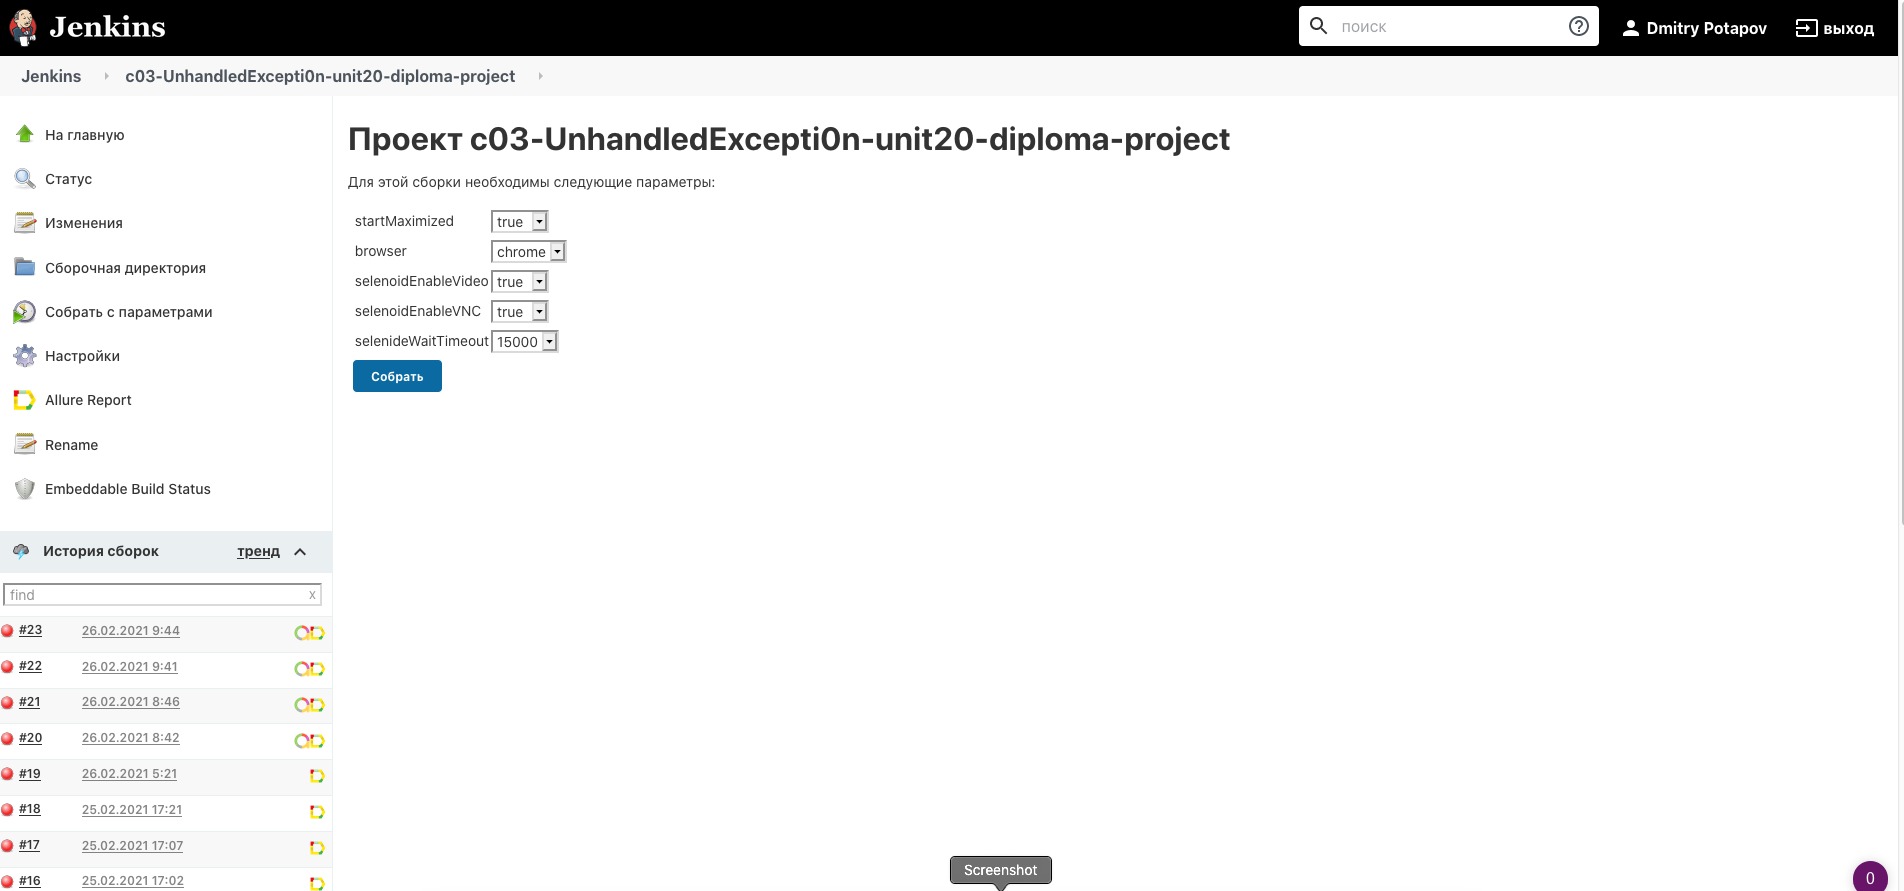 Jenkins
поиск
Dmitry Potapov
выход
Jenkins
c03-UnhandledExcepti0n-unit20-diploma-project
На главную
Статус
Изменения
Сборочная директория
Собрать с параметрами
Настройки
Allure Report
Rename
Embeddable Build Status
История сборок тренд
find x
#23 26.02.2021 9:44
#22 26.02.2021 9:41
#21 26.02.2021 8:46
#20 26.02.2021 8:42
#19 26.02.2021 5:21
#18 25.02.2021 17:21
#17 25.02.2021 17:07
#16 25.02.2021 17:02
Проект c03-UnhandledExcepti0n-unit20-diploma-project
Для этой сборки необходимы следующие параметры:
startMaximized true
browser chrome
selenoidEnableVideo true
selenoidEnableVNC true
selenideWaitTimeout 15000
Собрать
Screenshot
0